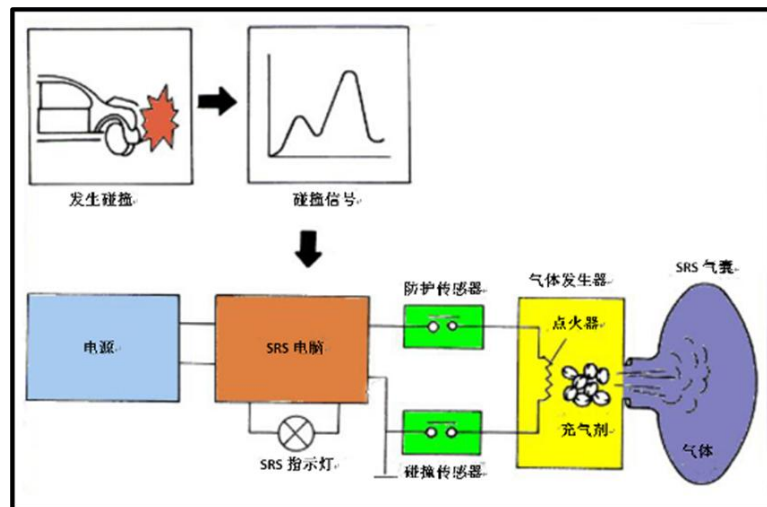 发生碰撞
碰撞信号
防护传感器
气体发生器
SRS 气囊
点火器
电源
SRS 电脑
充气剂
气体
SRS 指示灯
碰撞传感器